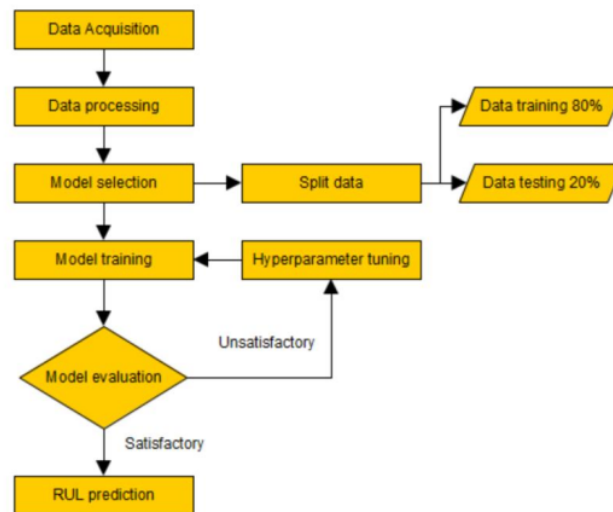 Data Acquisition
Data processing
Data training 80%
Model selection
Split data
Data testing 20%
Model training
Hyperparameter tuning
Unsatisfactory
Model evaluation
Satisfactory
RUL prediction